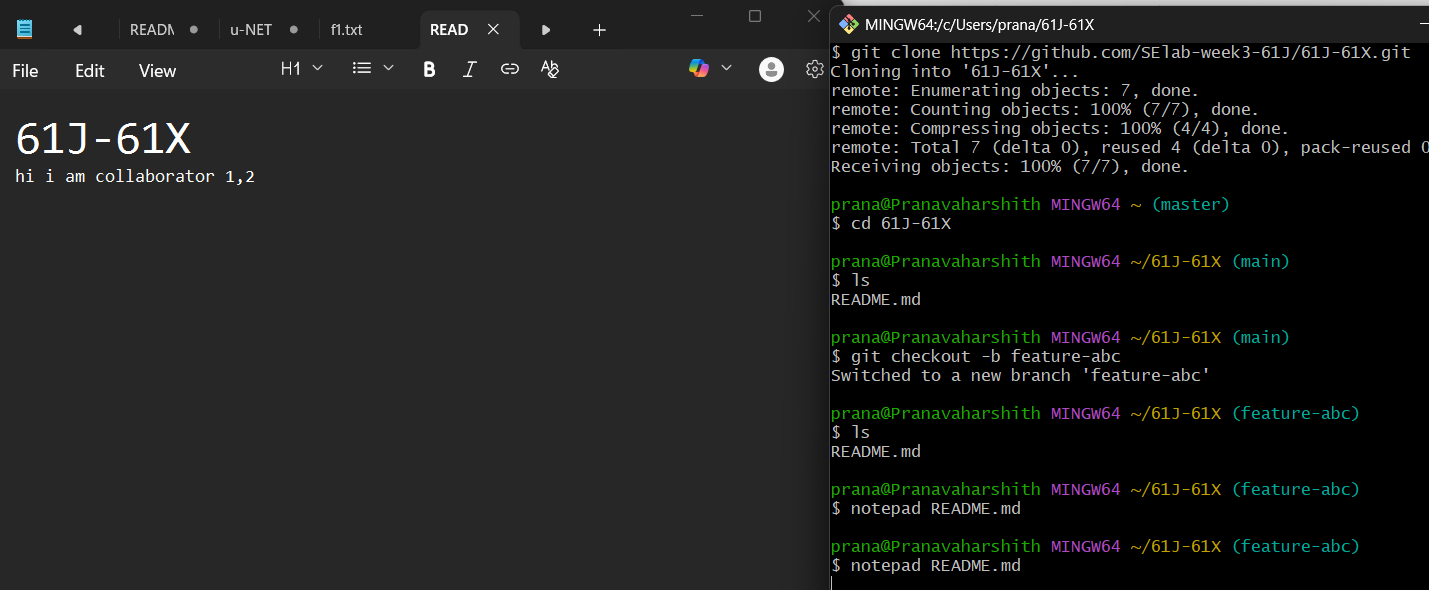 READM
u-NET
f1.txt
READ
File
Edit
View
H1
B
I
61J-61X
hi i am collaborator 1,2
MINGW64:/c/Users/prana/61J-61X
$ git clone https://github.com/SElab-week3-61J/61J-61X.git
Cloning into '61J-61X'...
remote: Enumerating objects: 7, done.
remote: Counting objects: 100% (7/7), done.
remote: Compressing objects: 100% (4/4), done.
remote: Total 7 (delta 0), reused 4 (delta 0), pack-reused 0
Receiving objects: 100% (7/7), done.
prana@Pranavaharshith MINGW64 ~ (master)
$ cd 61J-61X
prana@Pranavaharshith MINGW64 ~/61J-61X (main)
$ ls
README.md
prana@Pranavaharshith MINGW64 ~/61J-61X (main)
$ git checkout -b feature-abc
Switched to a new branch 'feature-abc'
prana@Pranavaharshith MINGW64 ~/61J-61X (feature-abc)
$ ls
README.md
prana@Pranavaharshith MINGW64 ~/61J-61X (feature-abc)
$ notepad README.md
prana@Pranavaharshith MINGW64 ~/61J-61X (feature-abc)
$ notepad README.md